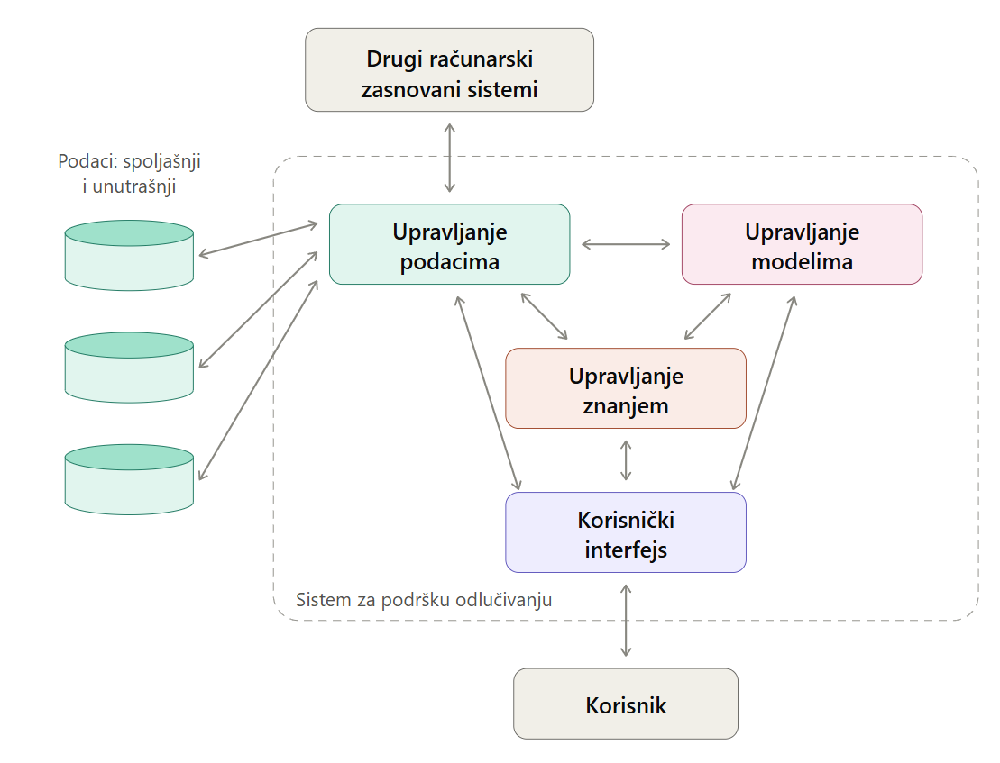 Drugi računarski
zasnovani sistemi
Podaci: spoljašnji
i unutrašnji
Upravljanje
podacima
Upravljanje
modelima
Upravljanje
znanjem
Korisnički
interfejs
Sistem za podršku odlučivanju
Korisnik